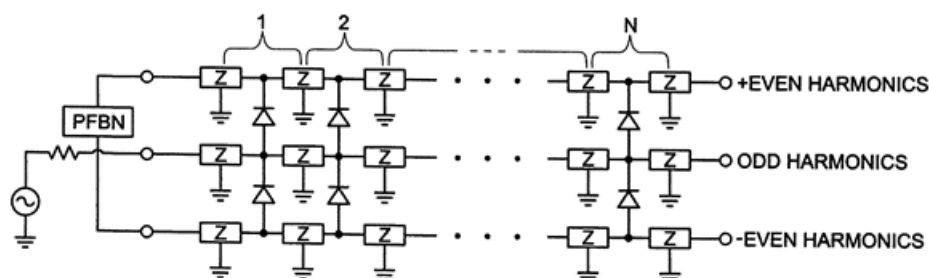 1 2 N
Z Z Z Z Z +EVEN HARMONICS
PFBN
Z Z Z Z Z ODD HARMONICS
Z Z Z Z Z -EVEN HARMONICS